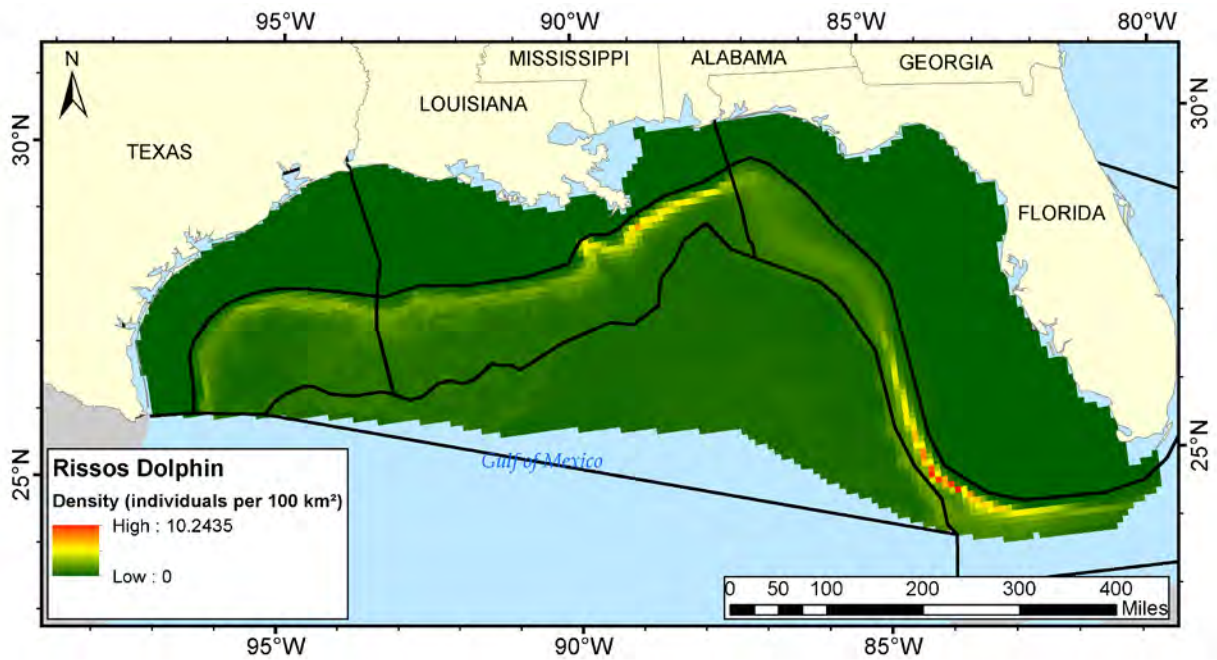 95°W 90°W 85°W 80°W
N
MISSISSIPPI ALABAMA GEORGIA
LOUISIANA
30°N 30°N
TEXAS
FLORIDA
25°N 25°N
Gulf of Mexico
Rissos Dolphin
Density (individuals per 100 km²)
High : 10.2435
Low : 0
0 50 100 200 300 400
Miles
95°W 90°W 85°W 80°W